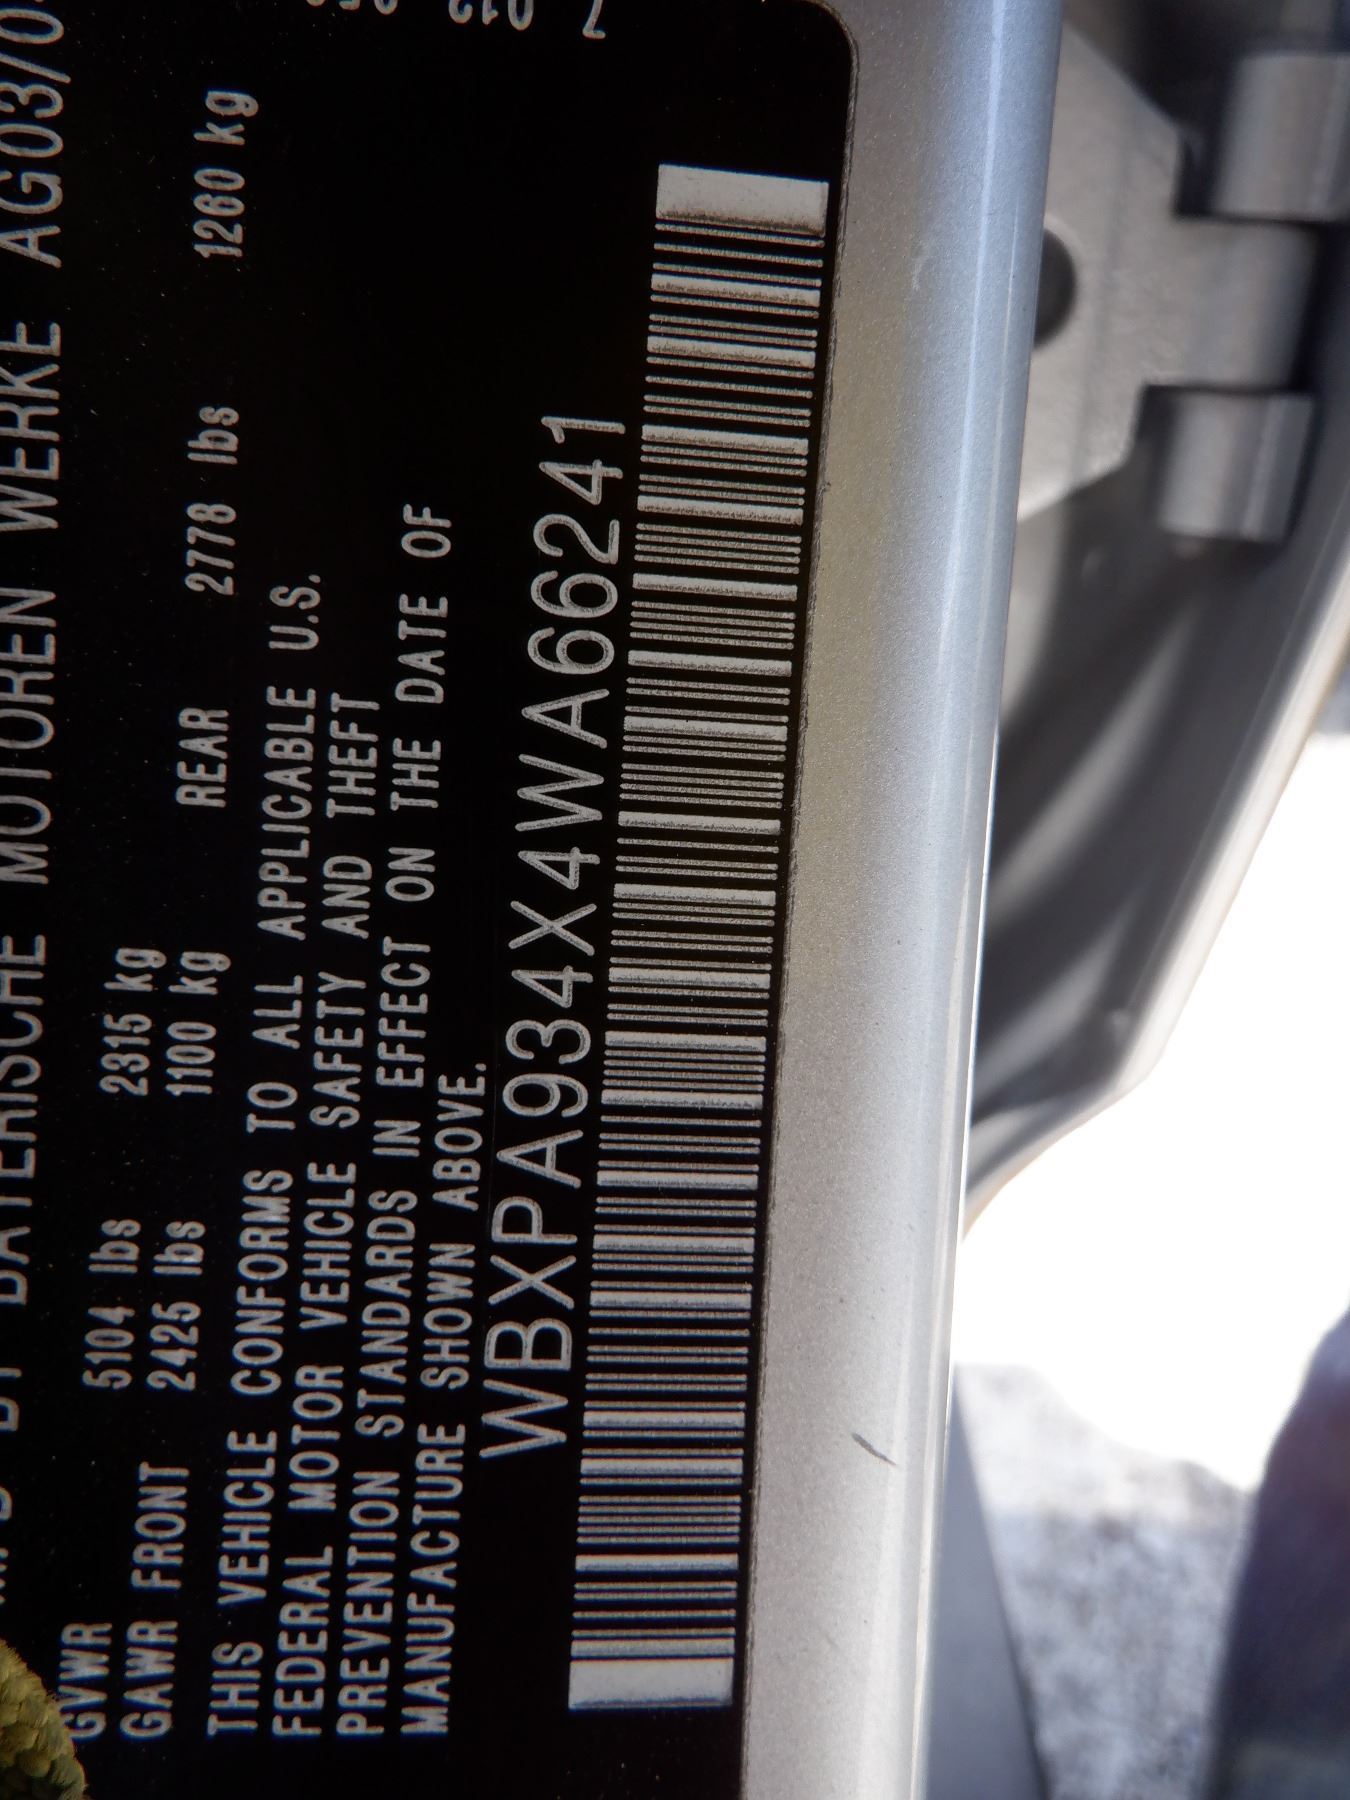 BAYERISCHE MOTOREN WERKE AG
GVWR 5104 lbs 2315 kg
GAWR FRONT 2425 lbs 1100 kg REAR 2778 lbs 1260 kg
THIS VEHICLE CONFORMS TO ALL APPLICABLE U.S.
FEDERAL MOTOR VEHICLE SAFETY AND THEFT
PREVENTION STANDARDS IN EFFECT ON THE DATE OF
MANUFACTURE SHOWN ABOVE.
WBXPA934X4WA66241